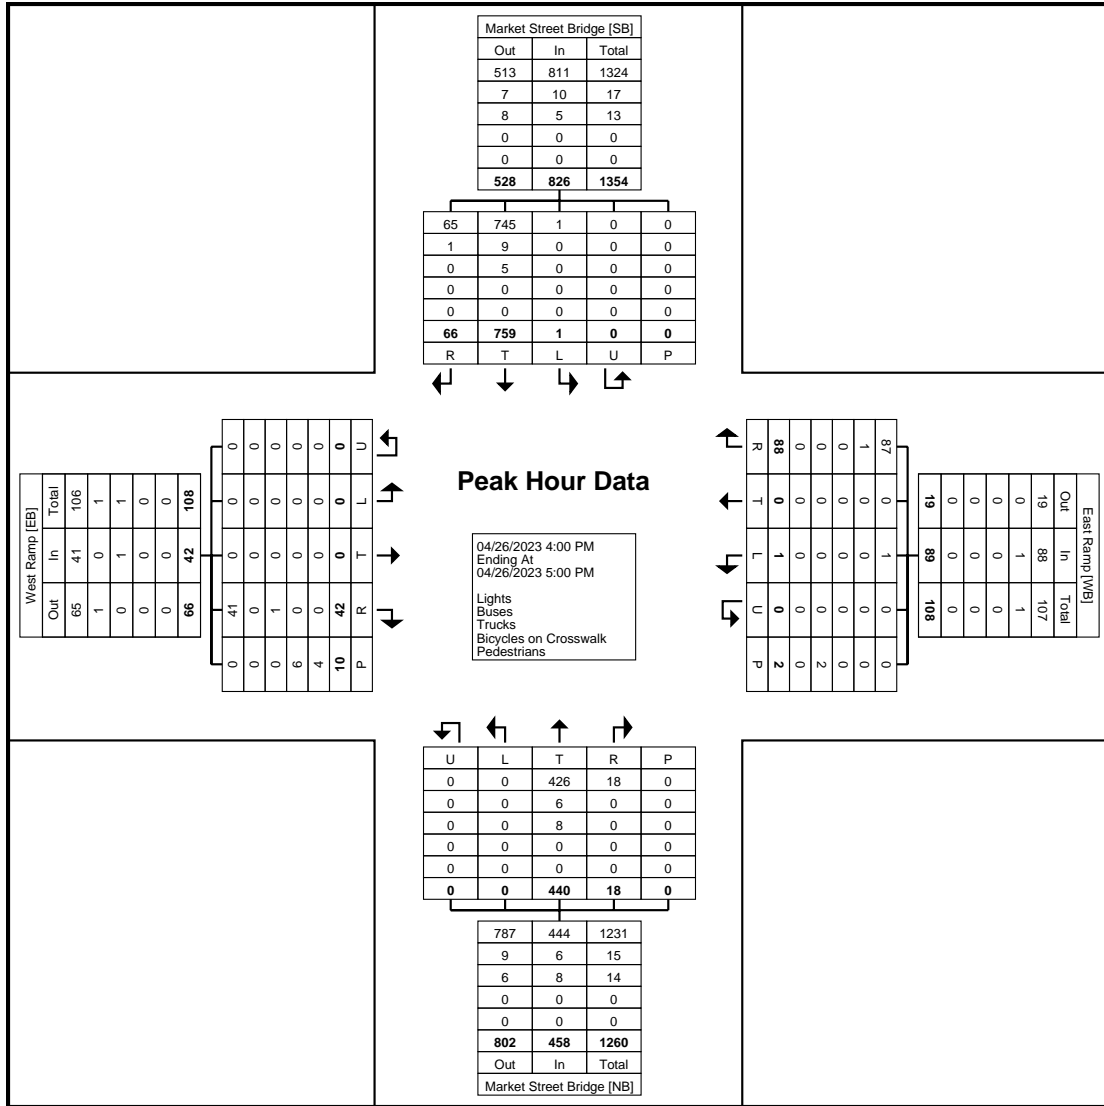 Market Street Bridge [SB]
Out In Total
513 811 1324
7 10 17
8 5 13
0 0 0
0 0 0
528 826 1354
65 745 1 0 0
1 9 0 0 0
0 5 0 0 0
0 0 0 0 0
0 0 0 0 0
66 759 1 0 0
R T L U P
West Ramp [EB]
Total In Out
106 41 65
1 0 1
1 1 0
0 0 0
0 0 0
108 42 66
0 0 0 41 0
0 0 0 0 0
0 0 0 1 0
0 0 0 0 6
0 0 0 0 4
0 0 0 42 10
U L T R P
Peak Hour Data
04/26/2023 4:00 PM
Ending At
04/26/2023 5:00 PM
Lights
Buses
Trucks
Bicycles on Crosswalk
Pedestrians
East Ramp [WB]
Out In Total
19 88 107
0 1 1
0 0 0
0 0 0
0 0 0
19 89 108
87 0 1 0 0
1 0 0 0 0
0 0 0 0 0
0 0 0 0 2
0 0 0 0 0
88 0 1 0 2
R T L U P
U L T R P
0 0 426 18 0
0 0 6 0 0
0 0 8 0 0
0 0 0 0 0
0 0 0 0 0
0 0 440 18 0
787 444 1231
9 6 15
6 8 14
0 0 0
0 0 0
802 458 1260
Out In Total
Market Street Bridge [NB]